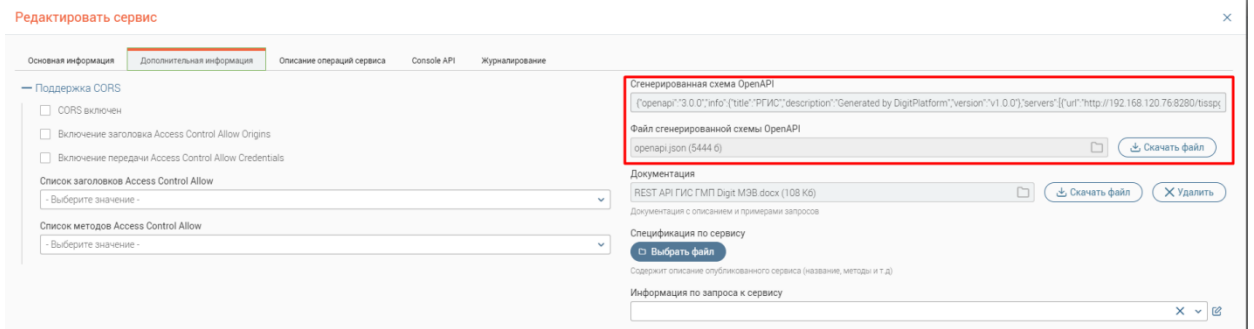 Редактировать сервис
Основная информация
Дополнительная информация
Описание операций сервиса
Console API
Журналирование
Поддержка CORS
CORS включен
Включение заголовка Access Control Allow Origins
Включение передачи Access Control Allow Credentials
Список заголовков Access Control Allow
- Выберите значение -
Список методов Access Control Allow
- Выберите значение -
Сгенерированная схема OpenAPI
{"openapi":"3.0.0","info":{"title":"РГИС","description":"Generated by DigitPlatform","version":"v1.0.0"},"servers":[{"url":"http://192.168.120.76:8280/tisspg
Файл сгенерированной схемы OpenAPI
openapi.json (5444 б)
Скачать файл
Документация
REST API ГИС ГМП Digit МЭВ.docx (108 Кб)
Скачать файл
Удалить
Документация с описанием и примерами запросов
Спецификация по сервису
Выбрать файл
Содержит описание опубликованного сервиса (название, методы и т.д)
Информация по запроса к сервису